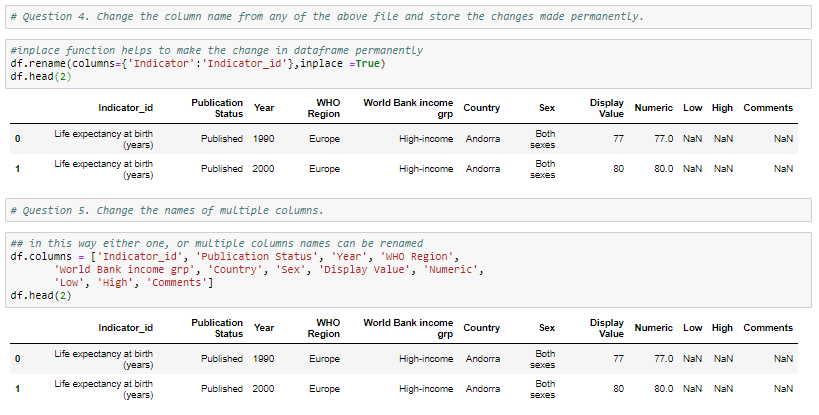 # Question 4. Change the column name from any of the above file and store the changes made permanently.
#inplace function helps to make the change in dataframe permanently
df.rename(columns={'Indicator':'Indicator_id'},inplace =True)
df.head(2)
Indicator_id Publication Status Year WHO Region World Bank income grp Country Sex Display Value Numeric Low High Comments
0 Life expectancy at birth (years) Published 1990 Europe High-income Andorra Both sexes 77 77.0 NaN NaN NaN
1 Life expectancy at birth (years) Published 2000 Europe High-income Andorra Both sexes 80 80.0 NaN NaN NaN
# Question 5. Change the names of multiple columns.
## in this way either one, or multiple columns names can be renamed
df.columns = ['Indicator_id', 'Publication Status', 'Year', 'WHO Region',
'World Bank income grp', 'Country', 'Sex', 'Display Value', 'Numeric',
'Low', 'High', 'Comments']
df.head(2)
Indicator_id Publication Status Year WHO Region World Bank income grp Country Sex Display Value Numeric Low High Comments
0 Life expectancy at birth (years) Published 1990 Europe High-income Andorra Both sexes 77 77.0 NaN NaN NaN
1 Life expectancy at birth (years) Published 2000 Europe High-income Andorra Both sexes 80 80.0 NaN NaN NaN